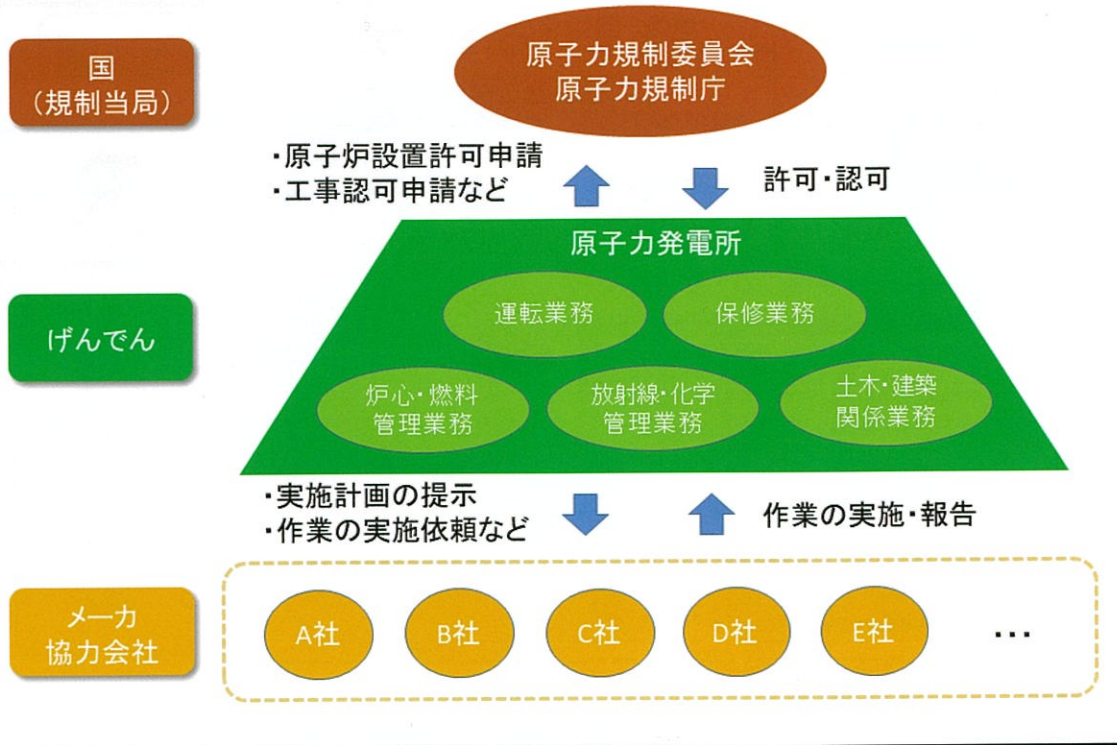 国
（規制当局）
原子力規制委員会
原子力規制庁
・原子炉設置許可申請
・工事認可申請など
許可・認可
げんでん
原子力発電所
運転業務
保修業務
炉心・燃料
管理業務
放射線・化学
管理業務
土木・建築
関係業務
・実施計画の提示
・作業の実施依頼など
作業の実施・報告
メーカ
協力会社
A社
B社
C社
D社
E社
…